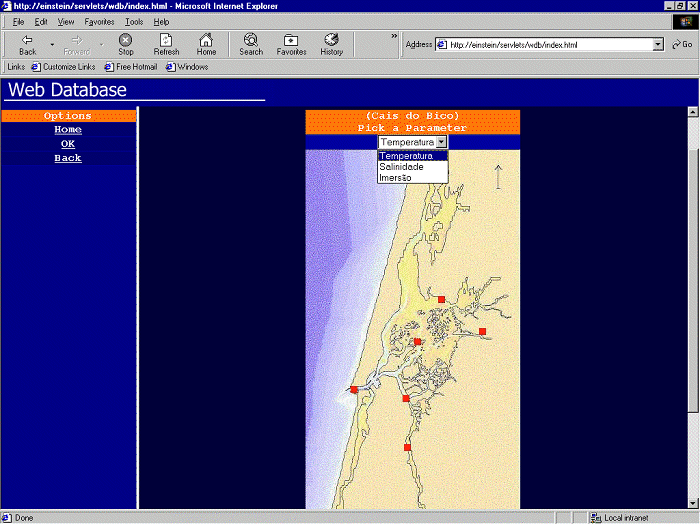 http://einstein/servlets/wdb/index.html - Microsoft Internet Explorer
File Edit View Favorites Tools Help
Back Forward Stop Refresh Home Search Favorites History » Address http://einstein/servlets/wdb/index.html Go
Links Customize Links Free Hotmail Windows
Web Database
Options
Home
OK
Back
(Cais do Bico)
Pick a Parameter
Temperatura
Temperatura
Salinidade
Imersão
Done Local intranet